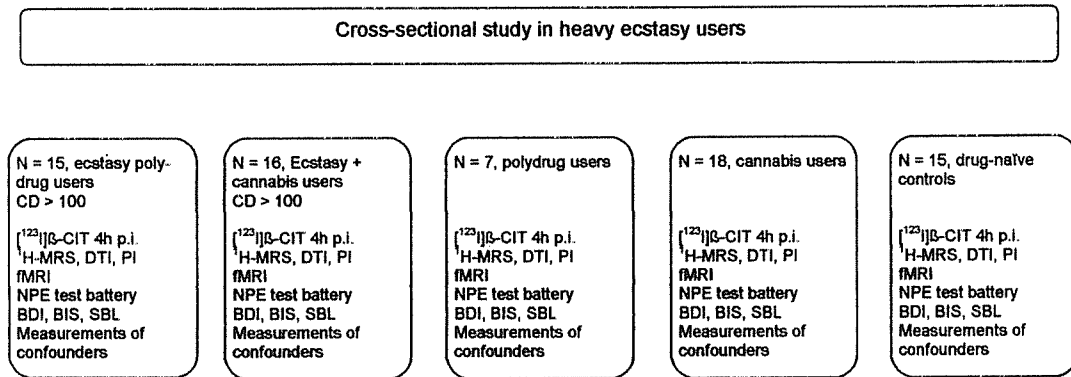 Cross-sectional study in heavy ecstasy users
N = 15, ecstasy poly-
drug users
CD > 100
[¹²³I]ß-CIT 4h p.i.
¹H-MRS, DTI, PI
fMRI
NPE test battery
BDI, BIS, SBL
Measurements of
confounders
N = 16, Ecstasy +
cannabis users
CD > 100
[¹²³I]ß-CIT 4h p.i.
¹H-MRS, DTI, PI
fMRI
NPE test battery
BDI, BIS, SBL
Measurements of
confounders
N = 7, polydrug users
[¹²³I]ß-CIT 4h p.i.
¹H-MRS, DTI, PI
fMRI
NPE test battery
BDI, BIS, SBL
Measurements of
confounders
N = 18, cannabis users
[¹²³I]ß-CIT 4h p.i.
¹H-MRS, DTI, PI
fMRI
NPE test battery
BDI, BIS, SBL
Measurements of
confounders
N = 15, drug-naïve
controls
[¹²³I]ß-CIT 4h p.i.
¹H-MRS, DTI, PI
fMRI
NPE test battery
BDI, BIS, SBL
Measurements of
confounders